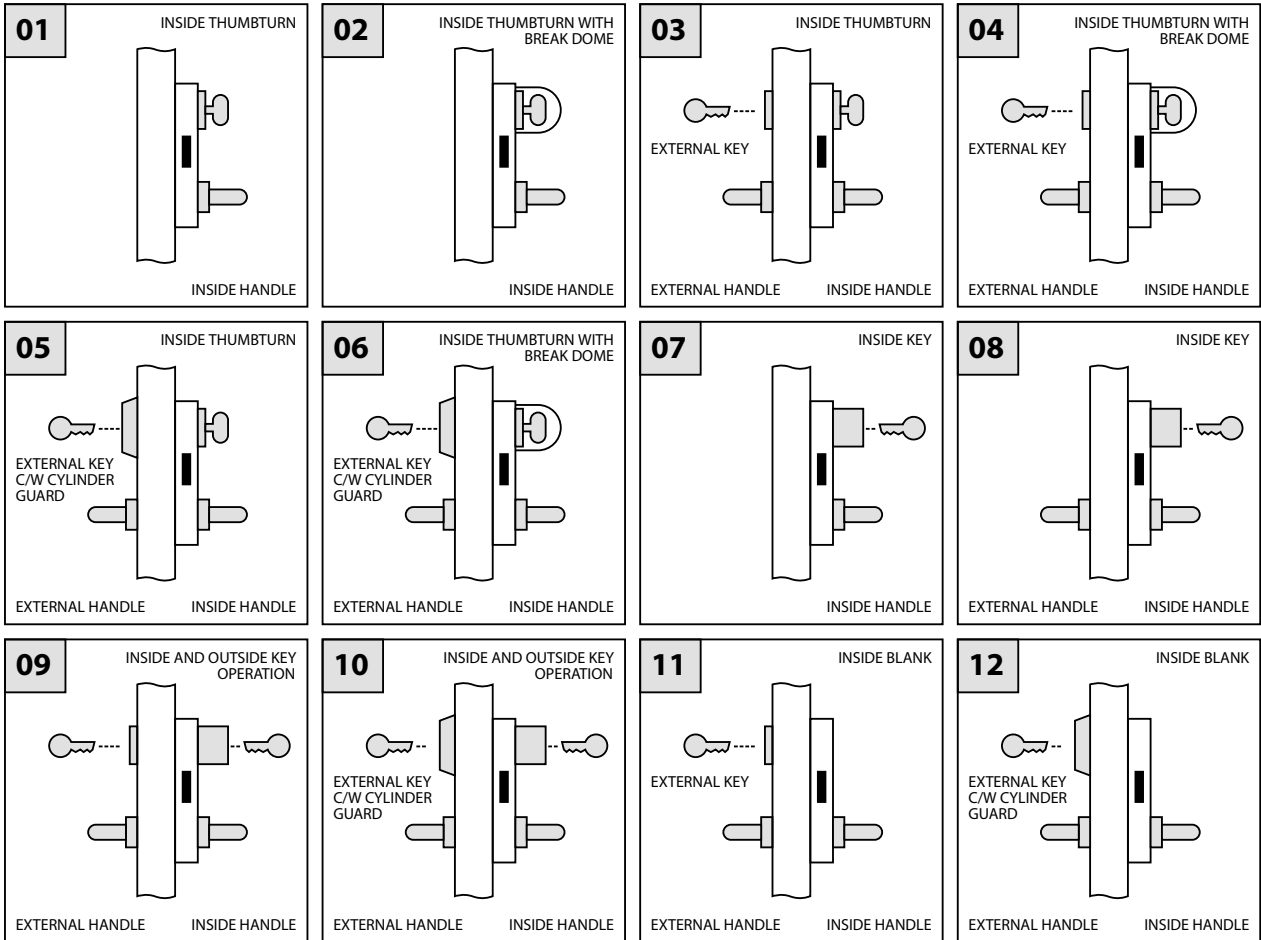 01
INSIDE THUMBTURN
INSIDE HANDLE
02
INSIDE THUMBTURN WITH
BREAK DOME
INSIDE HANDLE
03
INSIDE THUMBTURN
EXTERNAL KEY
EXTERNAL HANDLE
INSIDE HANDLE
04
INSIDE THUMBTURN WITH
BREAK DOME
EXTERNAL KEY
EXTERNAL HANDLE
INSIDE HANDLE
05
INSIDE THUMBTURN
EXTERNAL KEY
C/W CYLINDER
GUARD
EXTERNAL HANDLE
INSIDE HANDLE
06
INSIDE THUMBTURN WITH
BREAK DOME
EXTERNAL KEY
C/W CYLINDER
GUARD
EXTERNAL HANDLE
INSIDE HANDLE
07
INSIDE KEY
INSIDE HANDLE
08
INSIDE KEY
EXTERNAL HANDLE
INSIDE HANDLE
09
INSIDE AND OUTSIDE KEY
OPERATION
EXTERNAL HANDLE
INSIDE HANDLE
10
INSIDE AND OUTSIDE KEY
OPERATION
EXTERNAL KEY
C/W CYLINDER
GUARD
EXTERNAL HANDLE
INSIDE HANDLE
11
INSIDE BLANK
EXTERNAL KEY
EXTERNAL HANDLE
INSIDE HANDLE
12
INSIDE BLANK
EXTERNAL KEY
C/W CYLINDER
GUARD
EXTERNAL HANDLE
INSIDE HANDLE